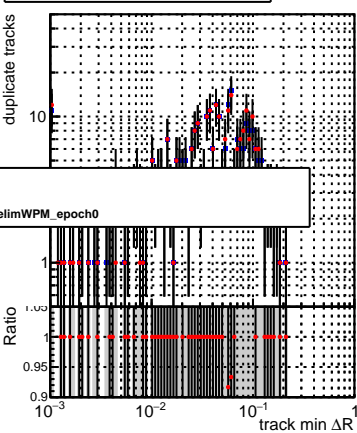 duplicate tracks
10
elimWPM_epoch0
1
Ratio
1.05
1
0.95
0.9
10⁻³ 10⁻² 10⁻¹ 1
track min ΔR